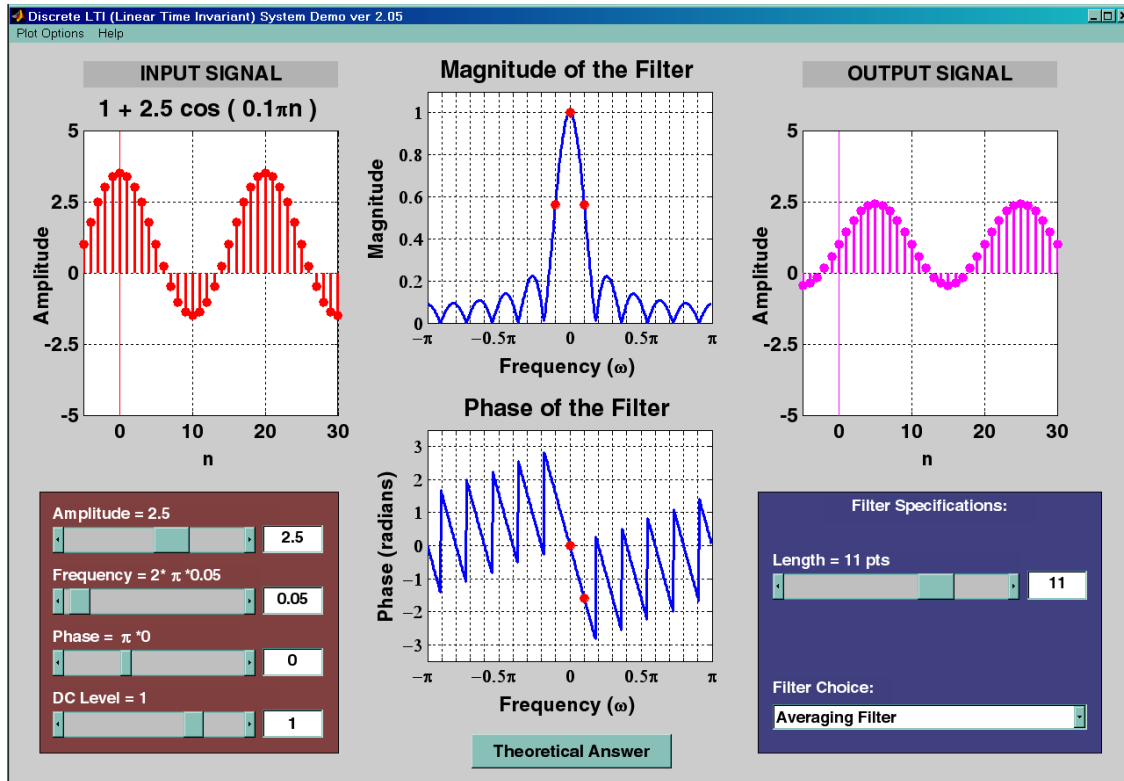 Discrete LTI (Linear Time Invariant) System Demo ver 2.05
Plot Options Help
INPUT SIGNAL
1 + 2.5 cos ( 0.1πn )
5
2.5
0
-2.5
-5
Amplitude
0 10 20 30
n
Magnitude of the Filter
1
0.8
0.6
0.4
0.2
0
Magnitude
−π −0.5π 0 0.5π π
Frequency (ω)
OUTPUT SIGNAL
5
2.5
0
-2.5
-5
Amplitude
0 10 20 30
n
Phase of the Filter
3
2
1
0
−1
−2
−3
Phase (radians)
−π −0.5π 0 0.5π π
Frequency (ω)
Amplitude = 2.5
2.5
Frequency = 2* π *0.05
0.05
Phase = π *0
0
DC Level = 1
1
Theoretical Answer
Filter Specifications:
Length = 11 pts
11
Filter Choice:
Averaging Filter